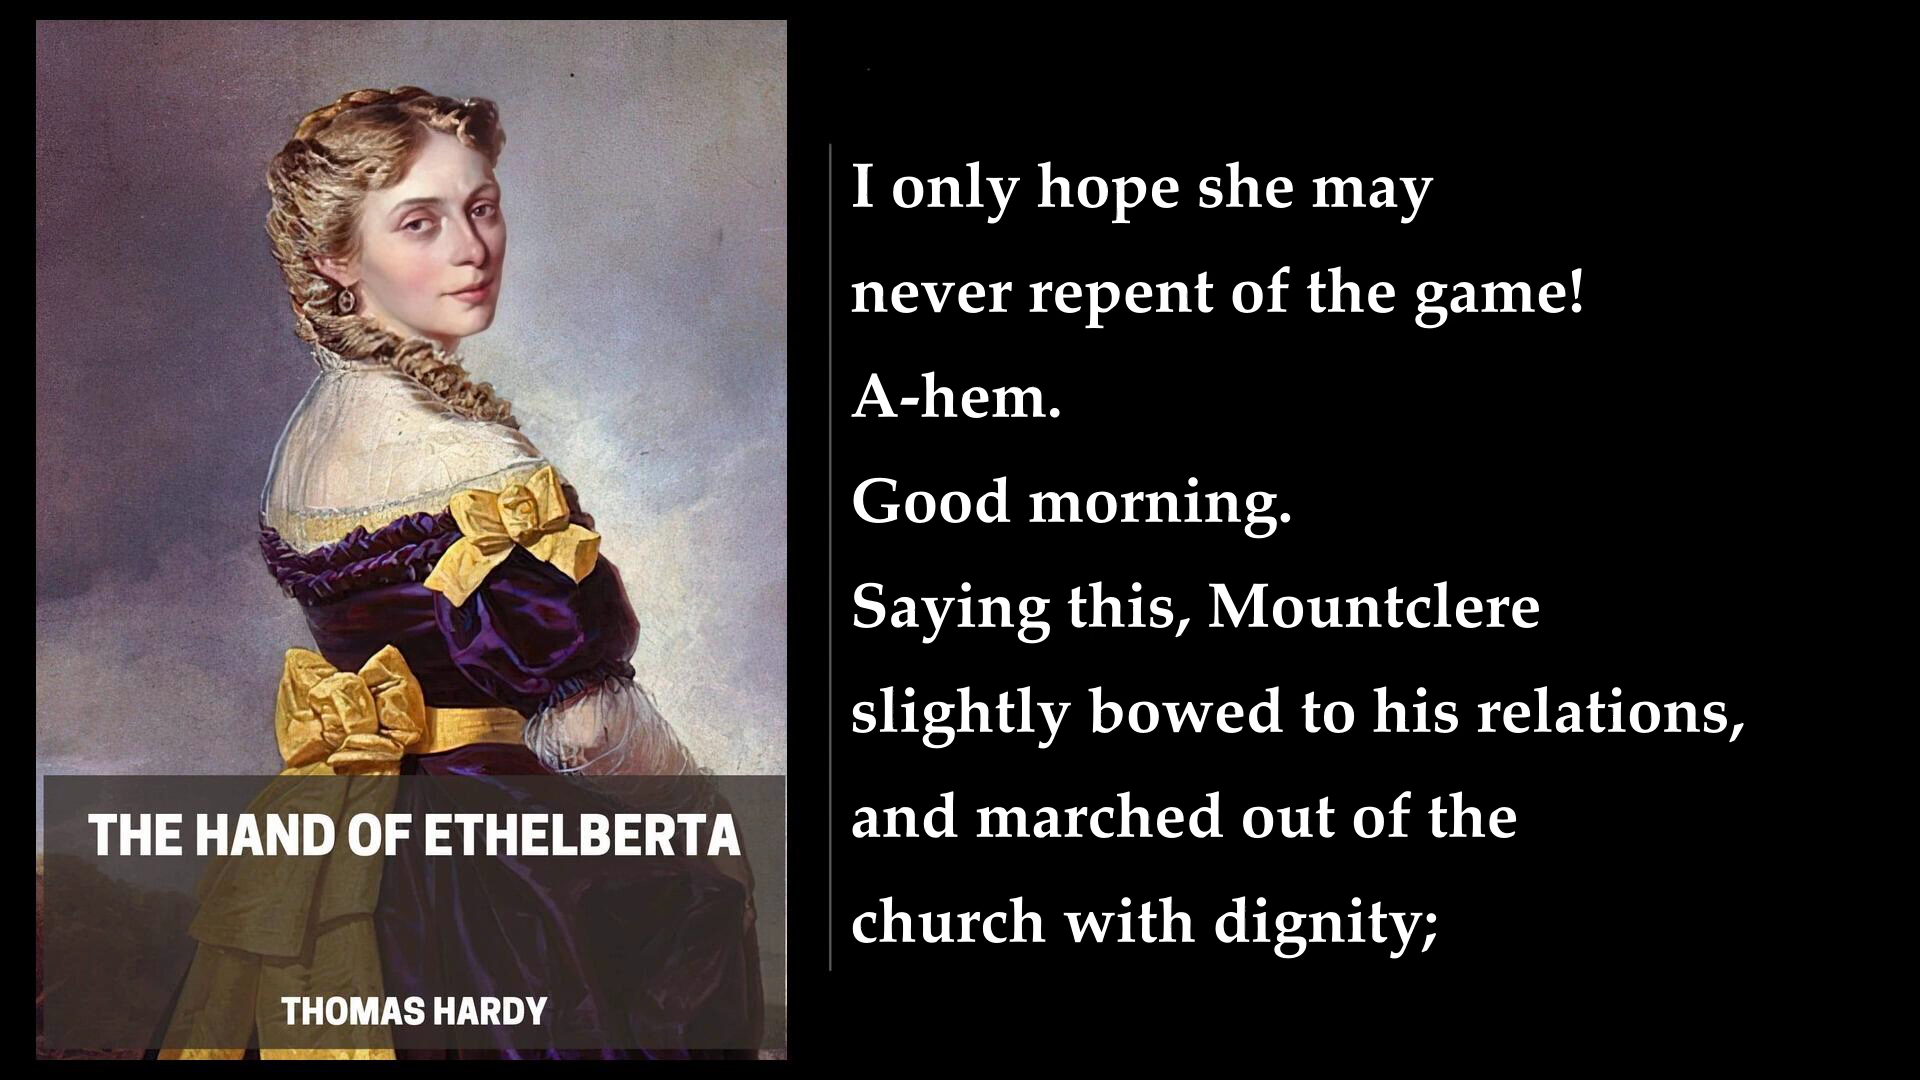 THE HAND OF ETHELBERTA
THOMAS HARDY
I only hope she may
never repent of the game!
A-hem.
Good morning.
Saying this, Mountclere
slightly bowed to his relations,
and marched out of the
church with dignity;